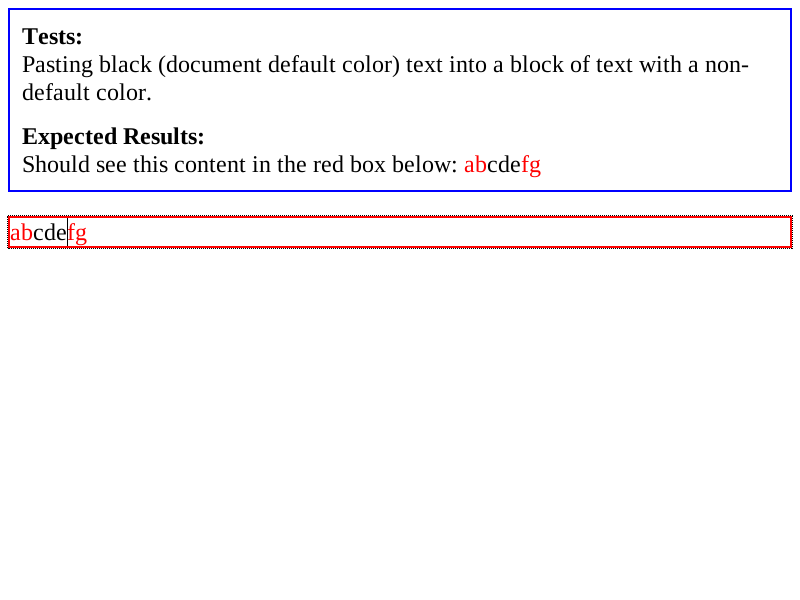 Tests:
Pasting black (document default color) text into a block of text with a non-
default color.
Expected Results:
Should see this content in the red box below: abcdefg
abcdefg